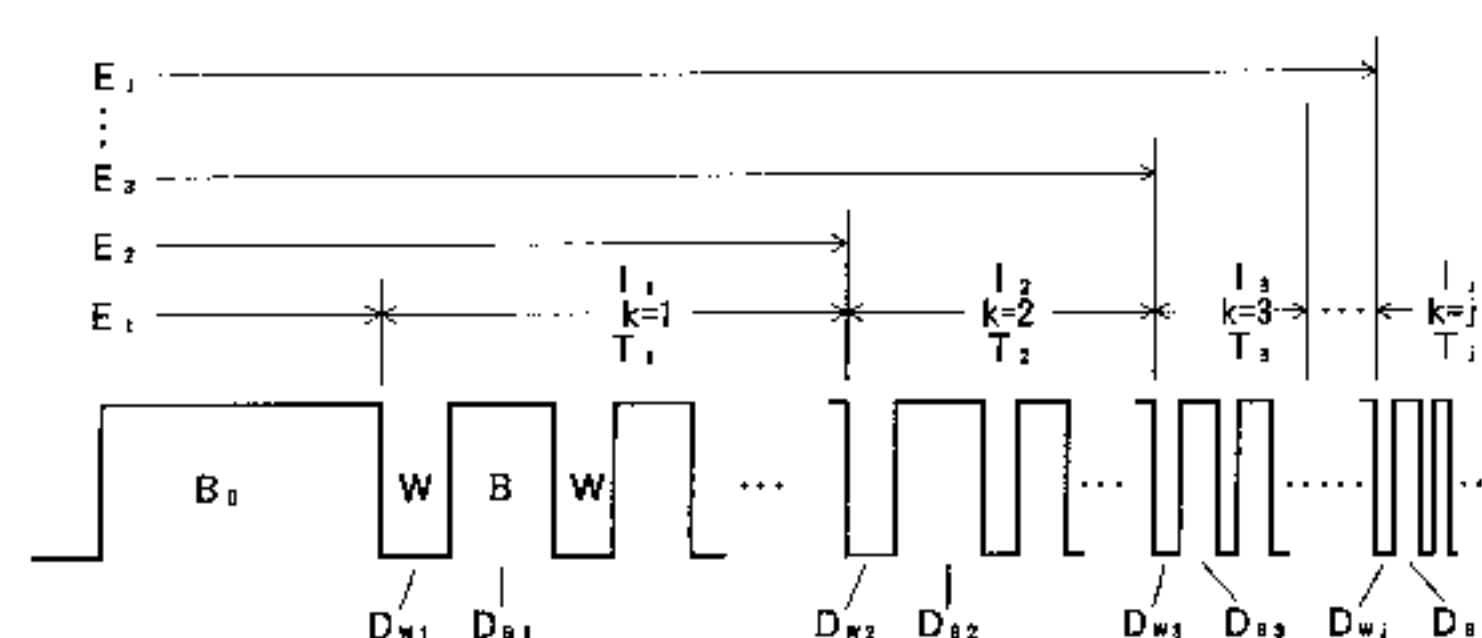 E j
⋮
E 3
E 2
I 1 I 2 I 3 I j
E 1 k=1 k=2 k=3 ····· k=j
T 1 T 2 T 3 T j
B 0 W B W ··· ··· ····· ··
D W1 D B1 D W2 D B2 D W3 D B3 D Wj D B